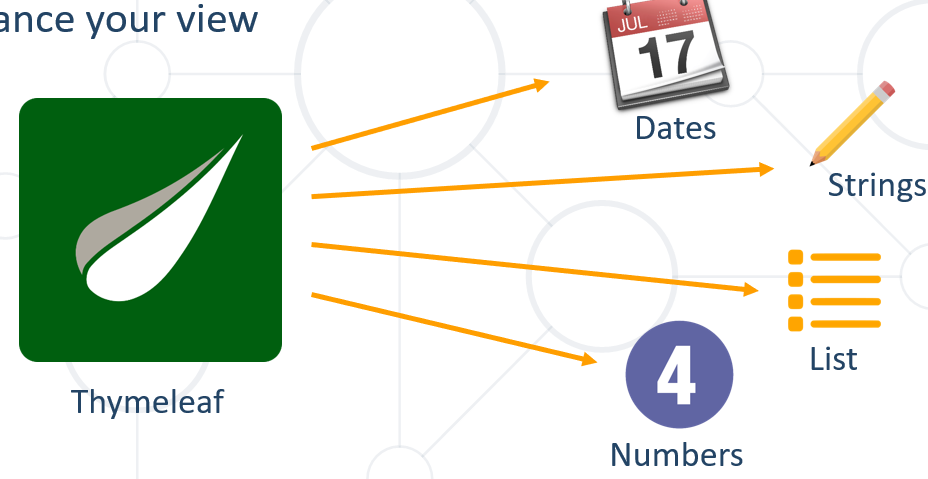 ance your view
JUL
17
Dates
Strings
List
4
Numbers
Thymeleaf